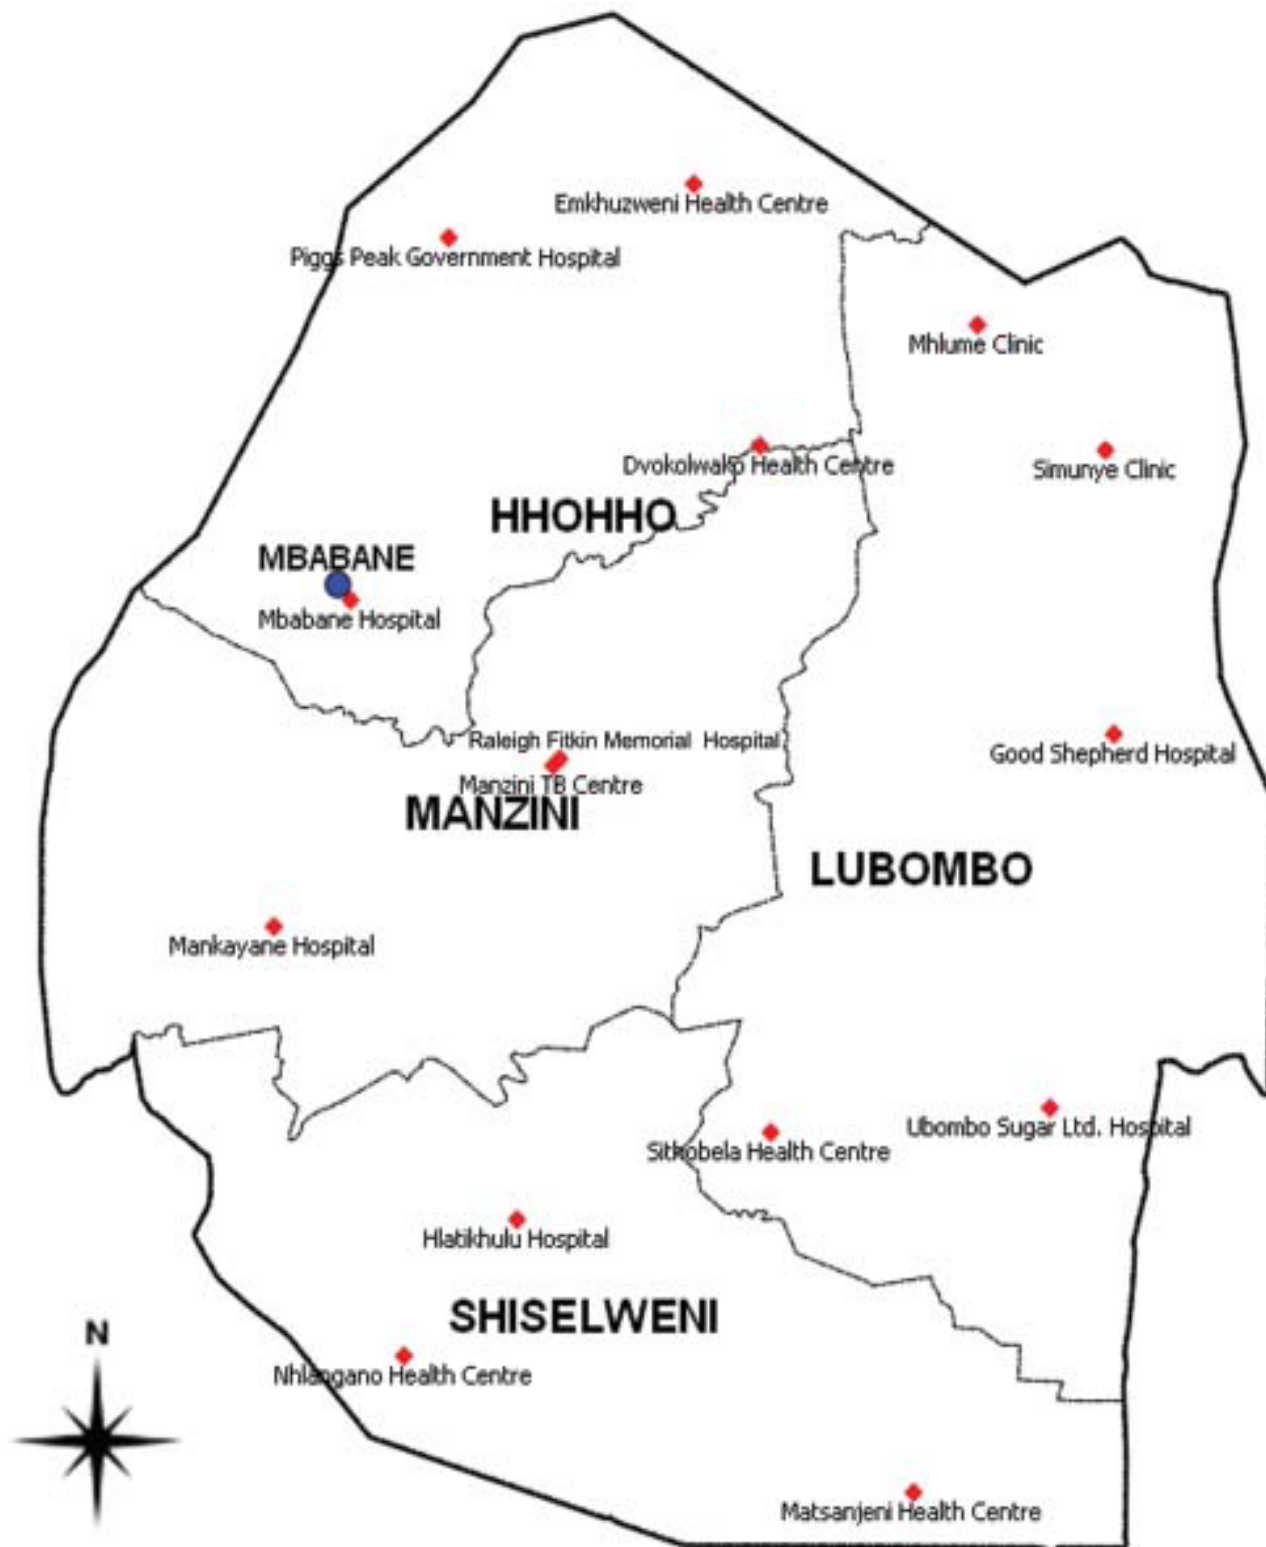 Emkhuzweni Health Centre
Piggs Peak Government Hospital
Mhlume Clinic
Dvokolwako Health Centre
Simunye Clinic
HHOHHO
MBABANE
Mbabane Hospital
Raleigh Fitkin Memorial Hospital
Good Shepherd Hospital
Manzini TB Centre
MANZINI
LUBOMBO
Mankayane Hospital
Ubombo Sugar Ltd. Hospital
Sithobela Health Centre
Hlatikhulu Hospital
SHISELWENI
N
Nhlangano Health Centre
Matsanjeni Health Centre